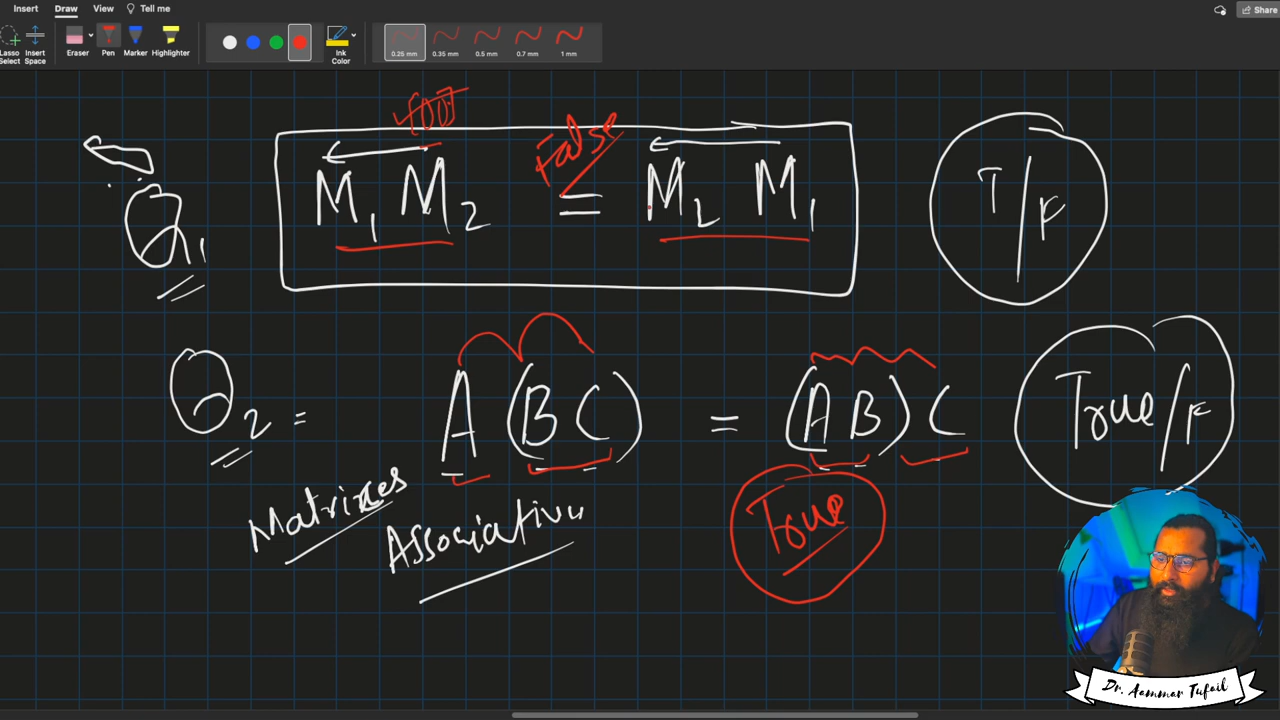 Insert Draw View Tell me Share
Lasso Select Insert Space Eraser Pen Marker Highlighter Ink Color 0.25 mm 0.35 mm 0.5 mm 0.7 mm 1 mm
False
Q1 M1 M2 = M2 M1 T/F
Q2 = A (BC) = (AB) C True/F
Matrixes
Associative
True
Dr. Aammar Tufail